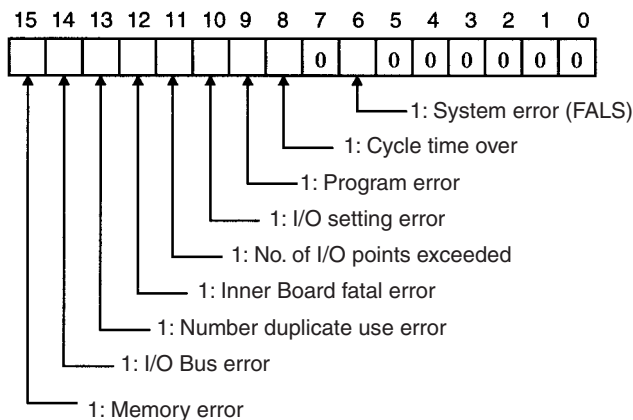 15 14 13 12 11 10 9 8 7 6 5 4 3 2 1 0
0 0 0 0 0 0 0
1: System error (FALS)
1: Cycle time over
1: Program error
1: I/O setting error
1: No. of I/O points exceeded
1: Inner Board fatal error
1: Number duplicate use error
1: I/O Bus error
1: Memory error